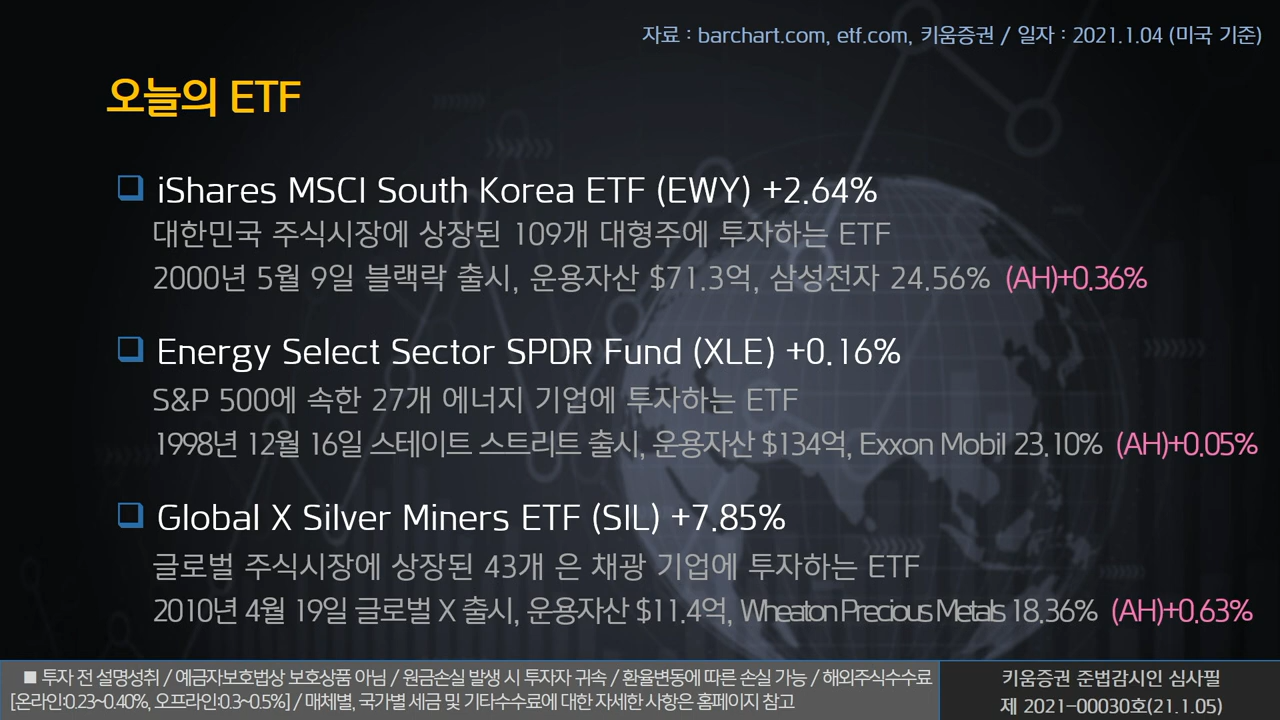 자료 : barchart.com, etf.com, 키움증권 / 일자 : 2021.1.04 (미국 기준)
오늘의 ETF
iShares MSCI South Korea ETF (EWY) +2.64%
대한민국 주식시장에 상장된 109개 대형주에 투자하는 ETF
2000년 5월 9일 블랙락 출시, 운용자산 $71.3억, 삼성전자 24.56% (AH)+0.36%
Energy Select Sector SPDR Fund (XLE) +0.16%
S&P 500에 속한 27개 에너지 기업에 투자하는 ETF
1998년 12월 16일 스테이트 스트리트 출시, 운용자산 $134억, Exxon Mobil 23.10% (AH)+0.05%
Global X Silver Miners ETF (SIL) +7.85%
글로벌 주식시장에 상장된 43개 은 채광 기업에 투자하는 ETF
2010년 4월 19일 글로벌 X 출시, 운용자산 $11.4억, Wheaton Precious Metals 18.36% (AH)+0.63%
■ 투자 전 설명성취 / 예금자보호법상 보호상품 아님 / 원금손실 발생 시 투자자 귀속 / 환율변동에 따른 손실 가능 / 해외주식수수료
[온라인:0.23~0.40%, 오프라인:0.3~0.5%] / 매체별, 국가별 세금 및 기타수수료에 대한 자세한 사항은 홈페이지 참고
키움증권 준법감시인 심사필
제 2021-00030호(21.1.05)